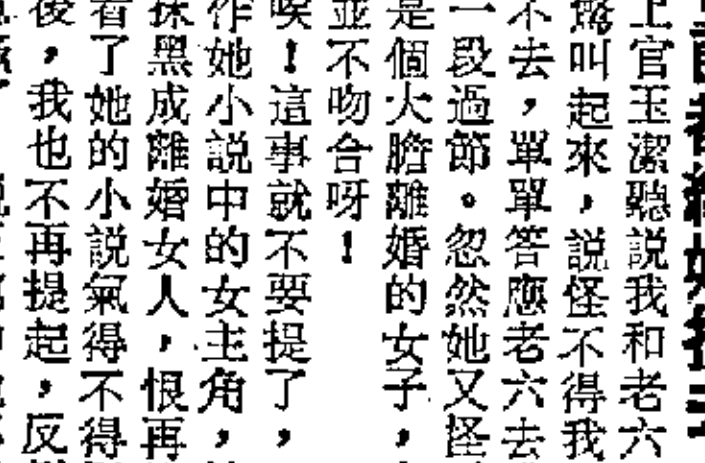 上官玉潔聽說我和老六
驚叫起來，說怪不得我
不去，單單答應老六去
一段過節。忽然她又怪
是個大膽離婚的女子，
並不吻合呀！
唉！這事就不要提了，
作她小說中的女主角，
抹黑成離婚女人，恨再
看了她的小說氣得不得
後，我也不再提起，反